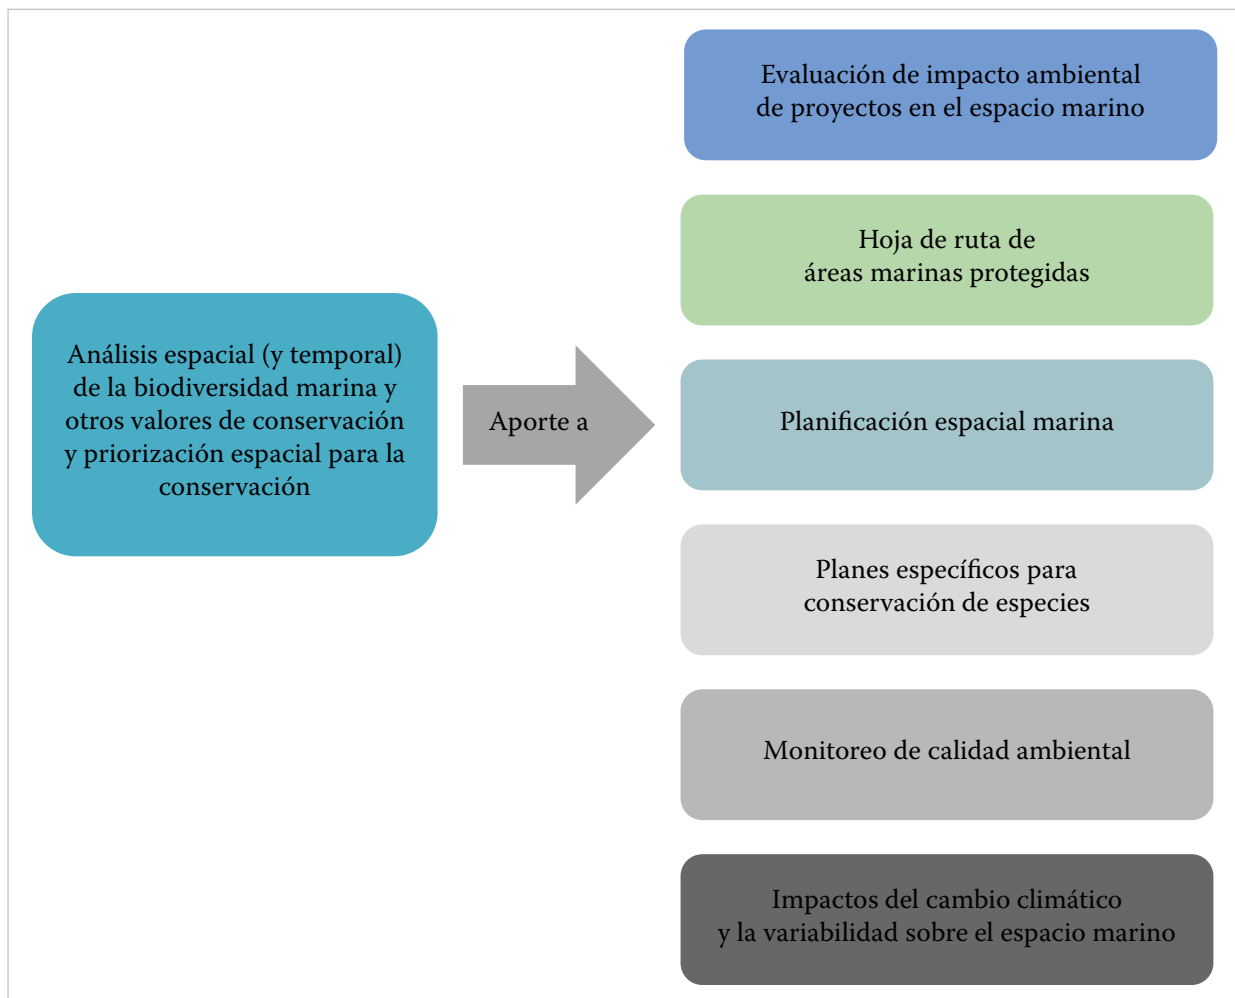 Análisis espacial (y temporal)
de la biodiversidad marina y
otros valores de conservación
y priorización espacial para la
conservación
Aporte a
Evaluación de impacto ambiental
de proyectos en el espacio marino
Hoja de ruta de
áreas marinas protegidas
Planificación espacial marina
Planes específicos para
conservación de especies
Monitoreo de calidad ambiental
Impactos del cambio climático
y la variabilidad sobre el espacio marino